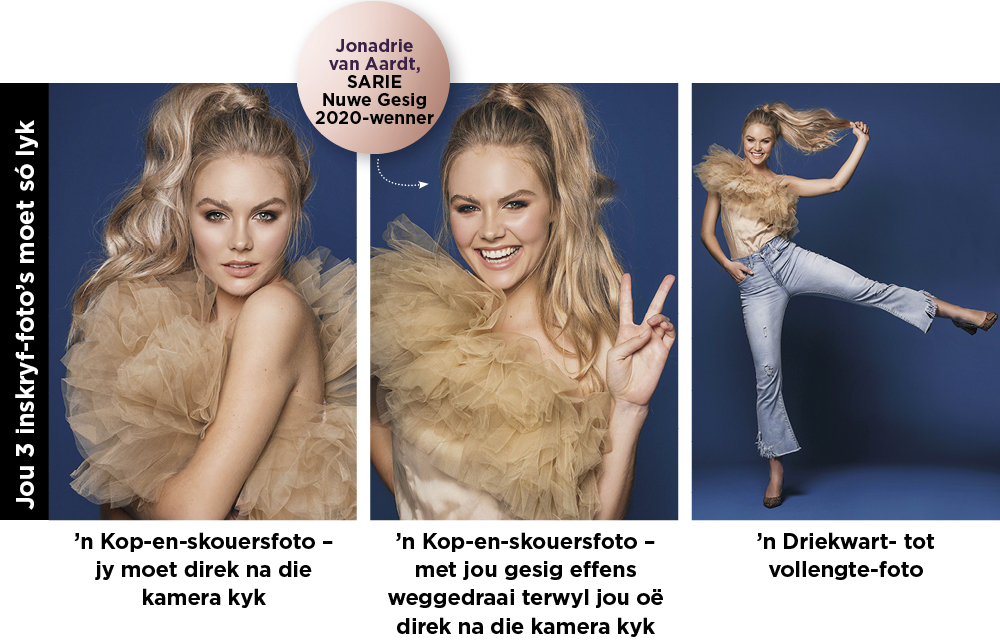 Jonadrie
van Aardt,
SARIE
Nuwe Gesig
2020-wenner
Jou 3 inskryf-foto’s moet só lyk
’n Kop-en-skouersfoto –
jy moet direk na die
kamera kyk
’n Kop-en-skouersfoto –
met jou gesig effens
weggedraai terwyl jou oë
direk na die kamera kyk
’n Driekwart- tot
vollengte-foto